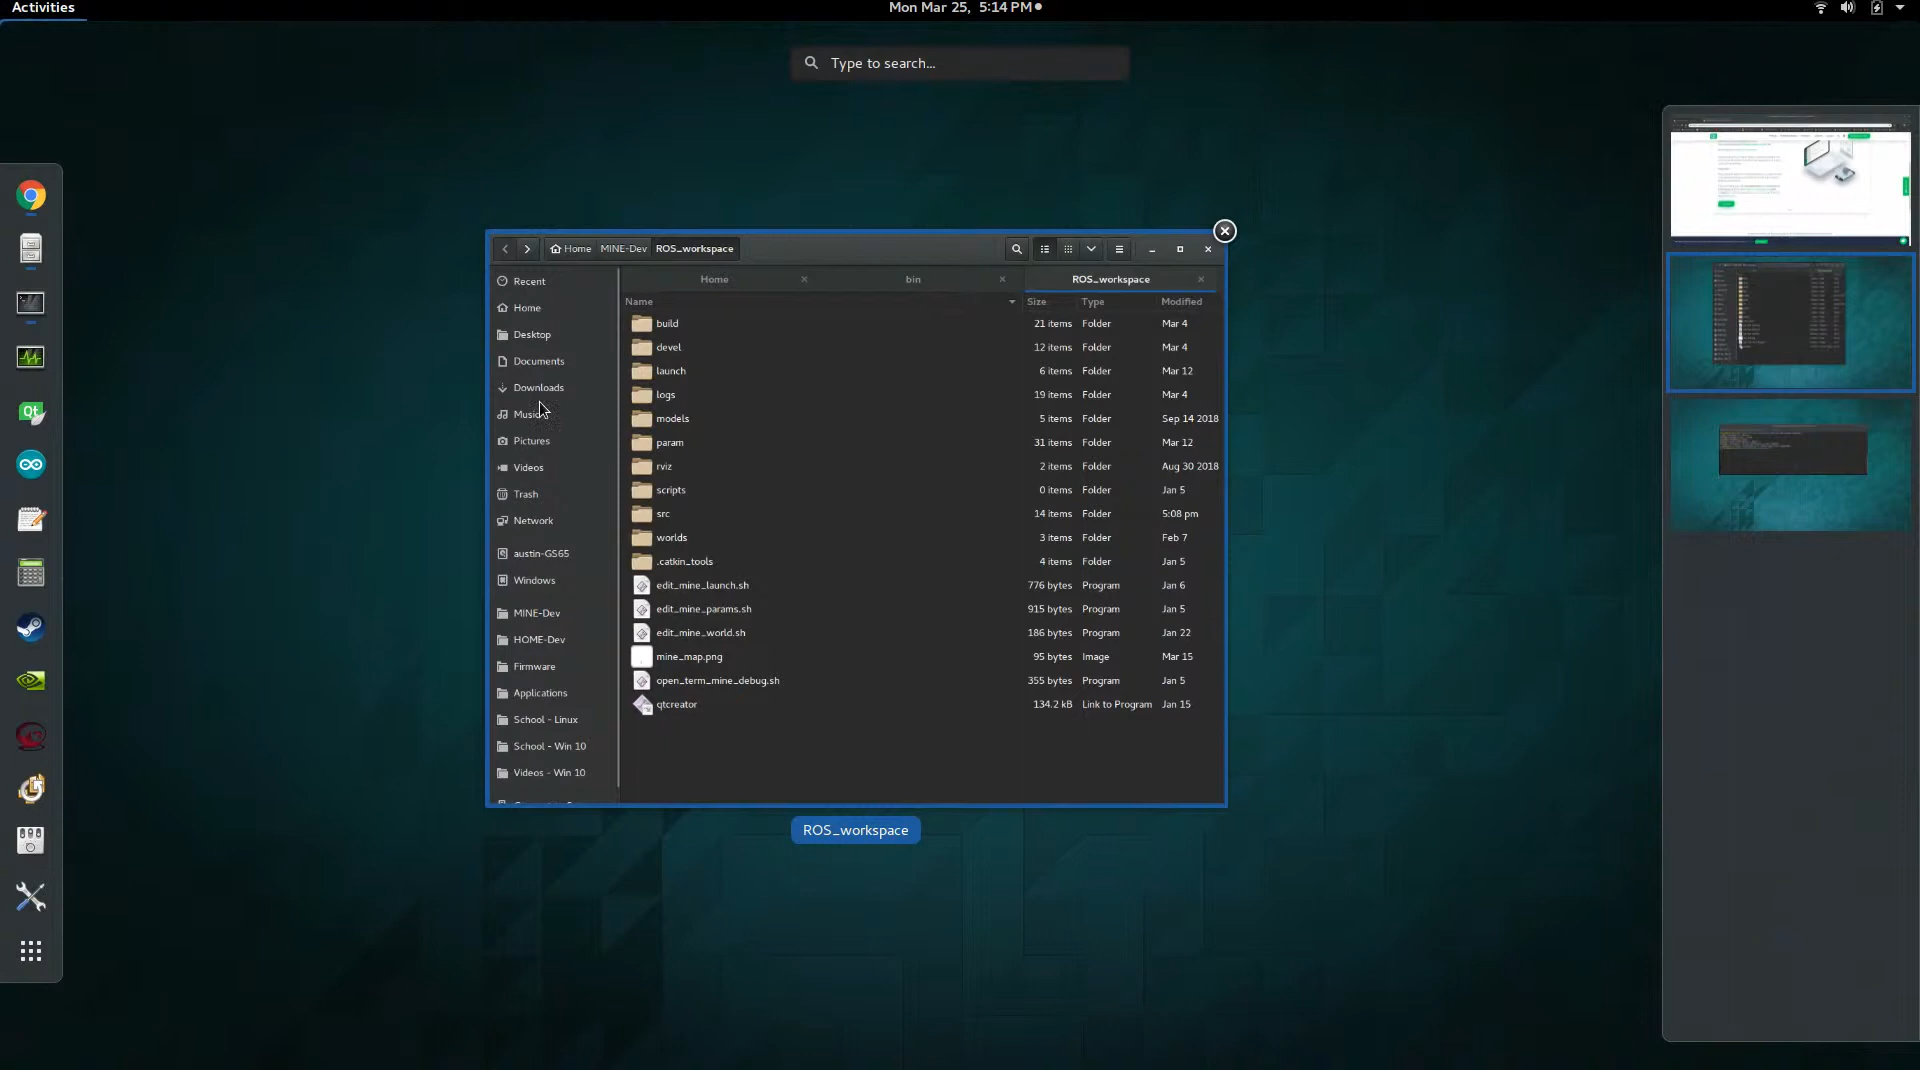 Activities
Mon Mar 25, 5:14 PM
Type to search...
Home MINE-Dev ROS_workspace
Recent
Home
Desktop
Documents
Downloads
Music
Pictures
Videos
Trash
Network
austin-GS65
Windows
MINE-Dev
HOME-Dev
Firmware
Applications
School - Linux
School - Win 10
Videos - Win 10
Home bin ROS_workspace
Name Size Type Modified
build 21 items Folder Mar 4
devel 12 items Folder Mar 4
launch 6 items Folder Mar 12
logs 19 items Folder Mar 4
models 5 items Folder Sep 14 2018
param 31 items Folder Mar 12
rviz 2 items Folder Aug 30 2018
scripts 0 items Folder Jan 5
src 14 items Folder 5:08 pm
worlds 3 items Folder Feb 7
.catkin_tools 4 items Folder Jan 5
edit_mine_launch.sh 776 bytes Program Jan 6
edit_mine_params.sh 915 bytes Program Jan 5
edit_mine_world.sh 186 bytes Program Jan 22
mine_map.png 95 bytes Image Mar 15
open_term_mine_debug.sh 355 bytes Program Jan 5
qtcreator 134.2 kB Link to Program Jan 15
ROS_workspace
Qt